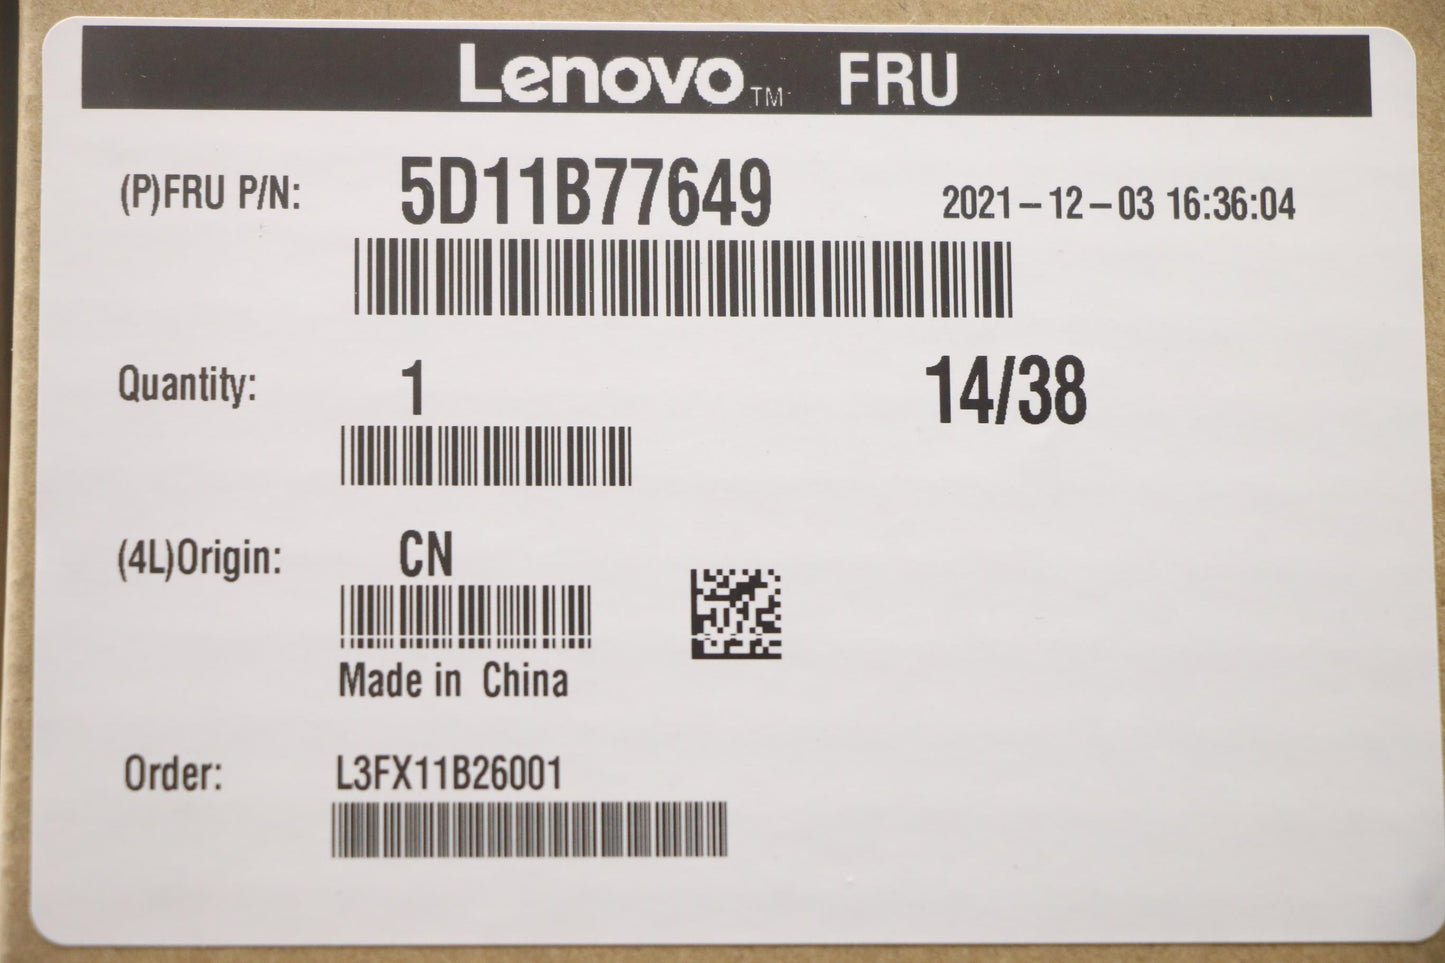 Lenovo™ FRU
(P)FRU P/N: 5D11B77649 2021-12-03 16:36:04
Quantity: 1 14/38
(4L)Origin: CN
Made in China
Order: L3FX11B26001